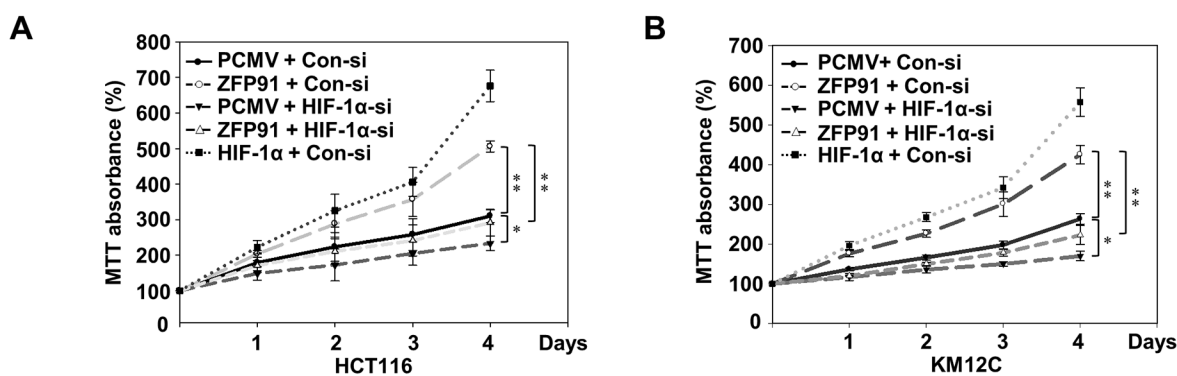 A
MTT absorbance (%)
800
700
600
500
400
300
200
100
0
PCMV + Con-si
ZFP91 + Con-si
PCMV + HIF-1α-si
ZFP91 + HIF-1α-si
HIF-1α + Con-si
**
**
*
1 2 3 4 Days
HCT116
B
MTT absorbance (%)
700
600
500
400
300
200
150
100
50
0
PCMV+ Con-si
ZFP91 + Con-si
PCMV + HIF-1α-si
ZFP91 + HIF-1α-si
HIF-1α + Con-si
**
**
*
1 2 3 4 Days
KM12C